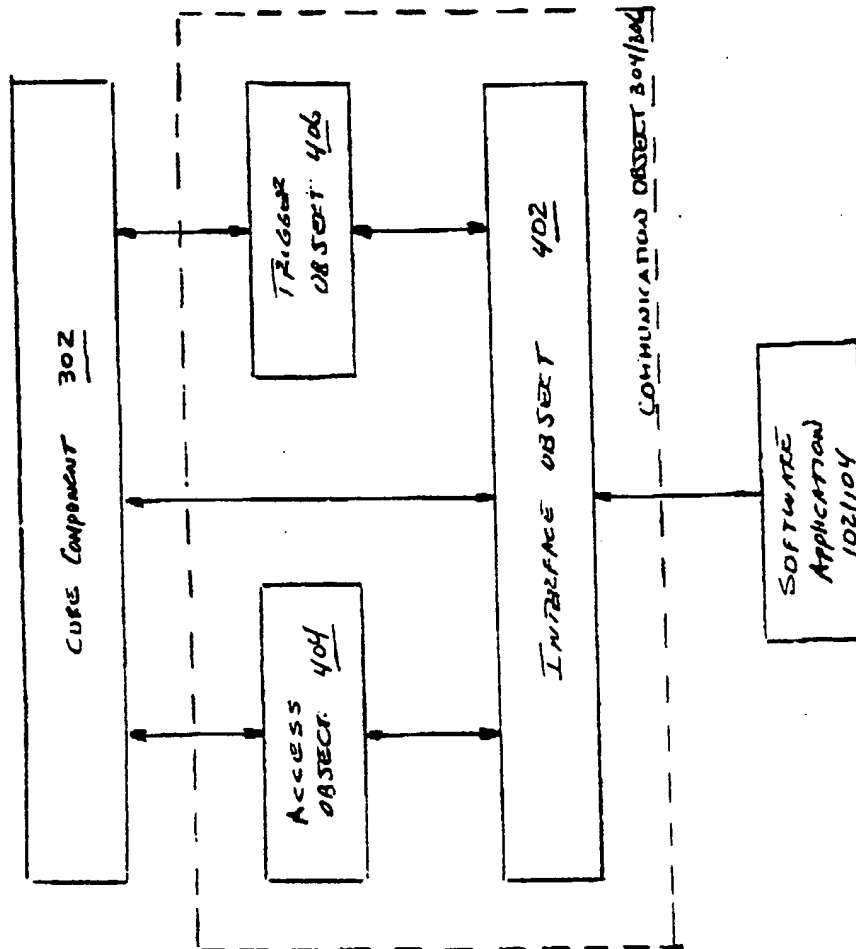 CORE COMPONENT 302
ACCESS
OBJECT 404
TRIGGER
OBJECT 406
INTERFACE OBJECT 402
COMMUNICATION OBJECT 304/306
SOFTWARE
APPLICATION
102/104